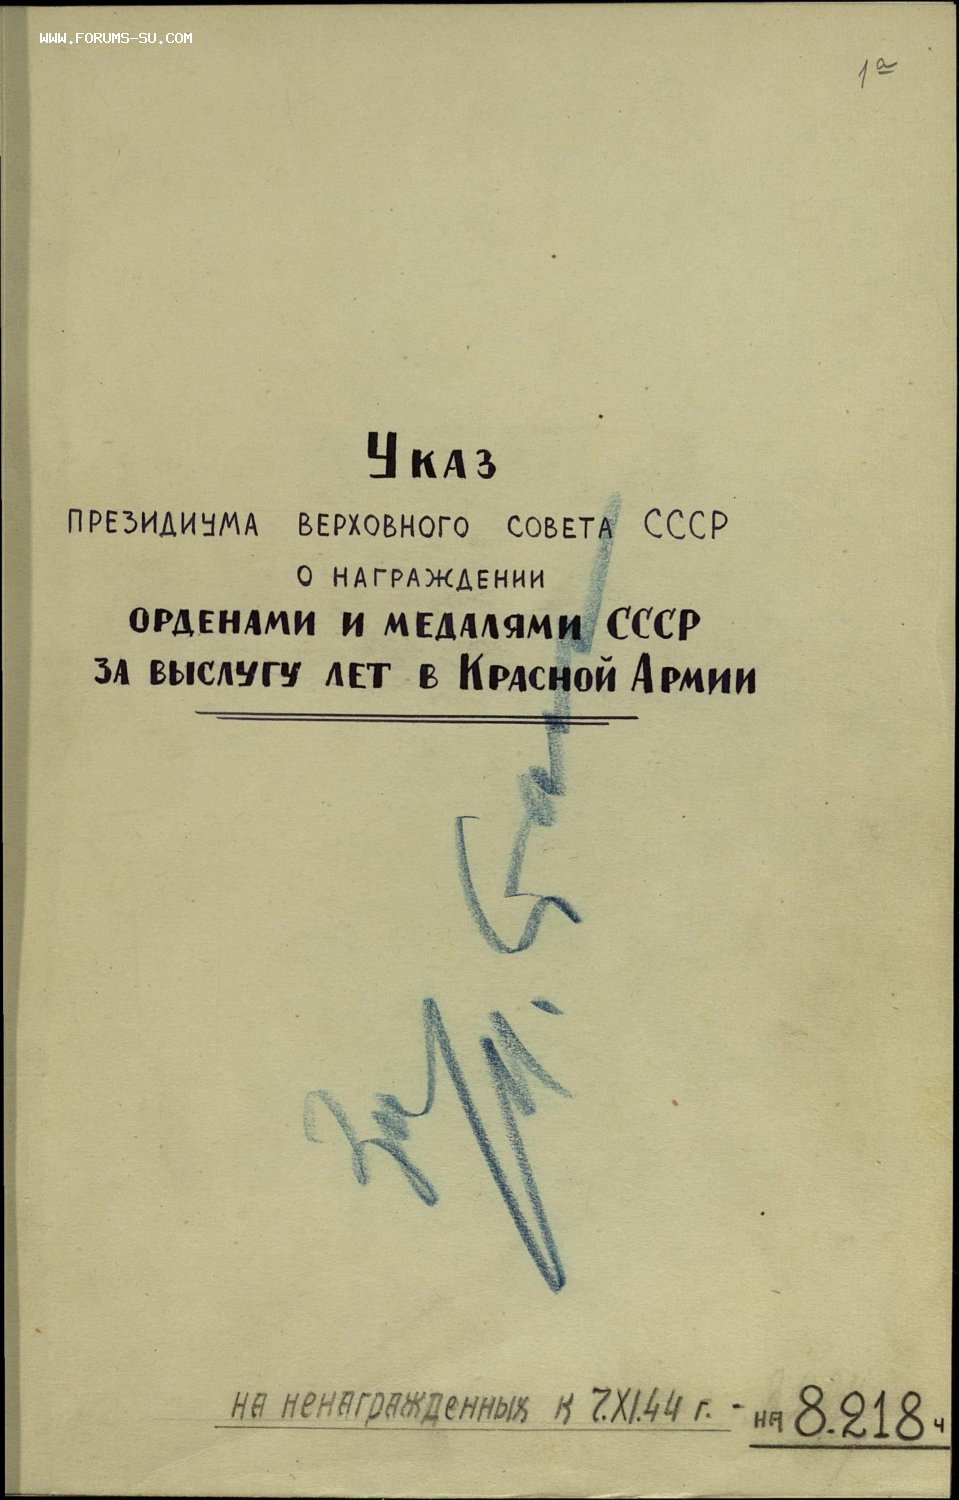 WWW.FORUMS-SU.COM
1а
Указ
ПРЕЗИДИУМА ВЕРХОВНОГО СОВЕТА СССР
О НАГРАЖДЕНИИ
ОРДЕНАМИ И МЕДАЛЯМИ СССР
ЗА ВЫСЛУГУ ЛЕТ В КРАСНОЙ АРМИИ
на ненагражденных к 7.XI.44 г. - на 8.218 ч